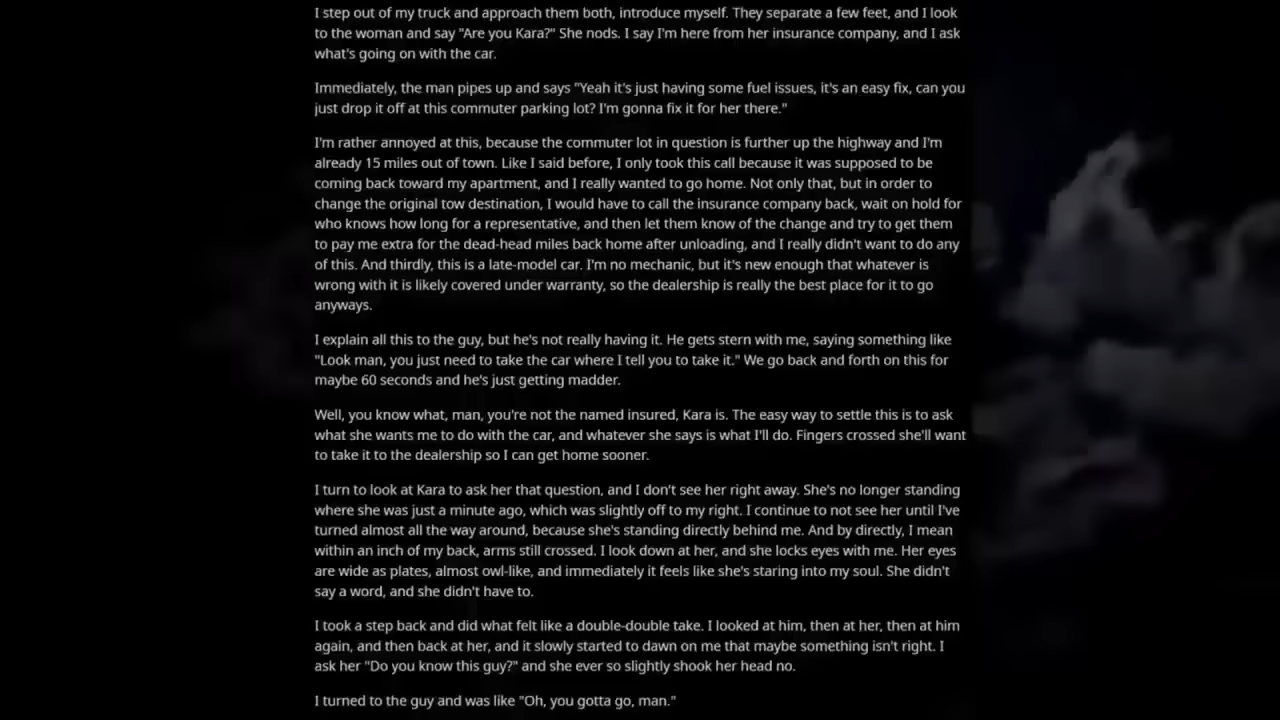 I step out of my truck and approach them both, introduce myself. They separate a few feet, and I look
to the woman and say "Are you Kara?" She nods. I say I'm here from her insurance company, and I ask
what's going on with the car.
Immediately, the man pipes up and says "Yeah it's just having some fuel issues, it's an easy fix, can you
just drop it off at this commuter parking lot? I'm gonna fix it for her there."
I'm rather annoyed at this, because the commuter lot in question is further up the highway and I'm
already 15 miles out of town. Like I said before, I only took this call because it was supposed to be
coming back toward my apartment, and I really wanted to go home. Not only that, but in order to
change the original tow destination, I would have to call the insurance company back, wait on hold for
who knows how long for a representative, and then let them know of the change and try to get them
to pay me extra for the dead-head miles back home after unloading, and I really didn't want to do any
of this. And thirdly, this is a late-model car. I'm no mechanic, but it's new enough that whatever is
wrong with it is likely covered under warranty, so the dealership is really the best place for it to go
anyways.
I explain all this to the guy, but he's not really having it. He gets stern with me, saying something like
"Look man, you just need to take the car where I tell you to take it." We go back and forth on this for
maybe 60 seconds and he's just getting madder.
Well, you know what, man, you're not the named insured, Kara is. The easy way to settle this is to ask
what she wants me to do with the car, and whatever she says is what I'll do. Fingers crossed she'll want
to take it to the dealership so I can get home sooner.
I turn to look at Kara to ask her that question, and I don't see her right away. She's no longer standing
where she was just a minute ago, which was slightly off to my right. I continue to not see her until I've
turned almost all the way around, because she's standing directly behind me. And by directly, I mean
within an inch of my back, arms still crossed. I look down at her, and she locks eyes with me. Her eyes
are wide as plates, almost owl-like, and immediately it feels like she's staring into my soul. She didn't
say a word, and she didn't have to.
I took a step back and did what felt like a double-double take. I looked at him, then at her, then at him
again, and then back at her, and it slowly started to dawn on me that maybe something isn't right. I
ask her "Do you know this guy?" and she ever so slightly shook her head no.
I turned to the guy and was like "Oh, you gotta go, man."